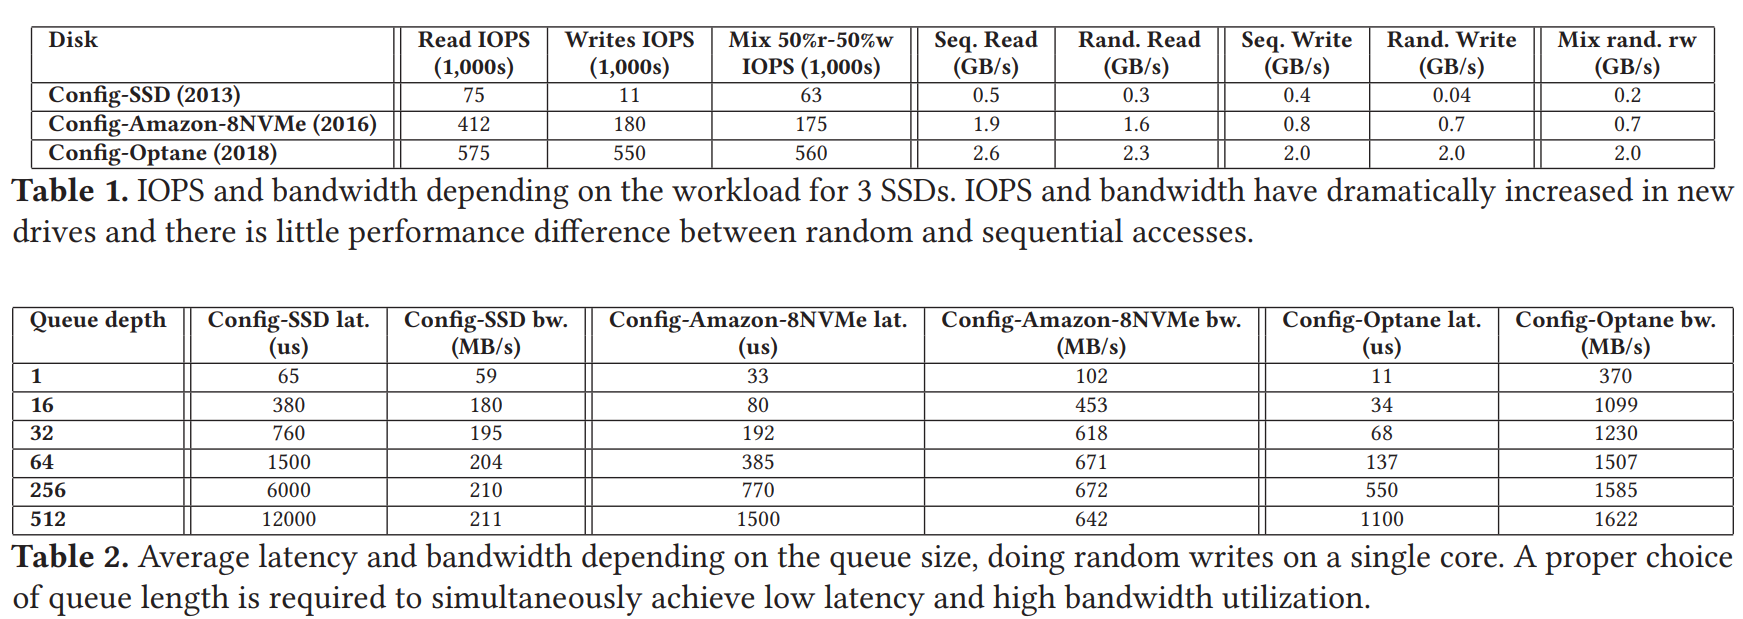 Disk Read IOPS (1,000s) Writes IOPS (1,000s) Mix 50%r-50%w IOPS (1,000s) Seq. Read (GB/s) Rand. Read (GB/s) Seq. Write (GB/s) Rand. Write (GB/s) Mix rand. rw (GB/s)
Config-SSD (2013) 75 11 63 0.5 0.3 0.4 0.04 0.2
Config-Amazon-8NVMe (2016) 412 180 175 1.9 1.6 0.8 0.7 0.7
Config-Optane (2018) 575 550 560 2.6 2.3 2.0 2.0 2.0
Table 1. IOPS and bandwidth depending on the workload for 3 SSDs. IOPS and bandwidth have dramatically increased in new
drives and there is little performance difference between random and sequential accesses.
Queue depth Config-SSD lat. (us) Config-SSD bw. (MB/s) Config-Amazon-8NVMe lat. (us) Config-Amazon-8NVMe bw. (MB/s) Config-Optane lat. (us) Config-Optane bw. (MB/s)
1 65 59 33 102 11 370
16 380 180 80 453 34 1099
32 760 195 192 618 68 1230
64 1500 204 385 671 137 1507
256 6000 210 770 672 550 1585
512 12000 211 1500 642 1100 1622
Table 2. Average latency and bandwidth depending on the queue size, doing random writes on a single core. A proper choice
of queue length is required to simultaneously achieve low latency and high bandwidth utilization.